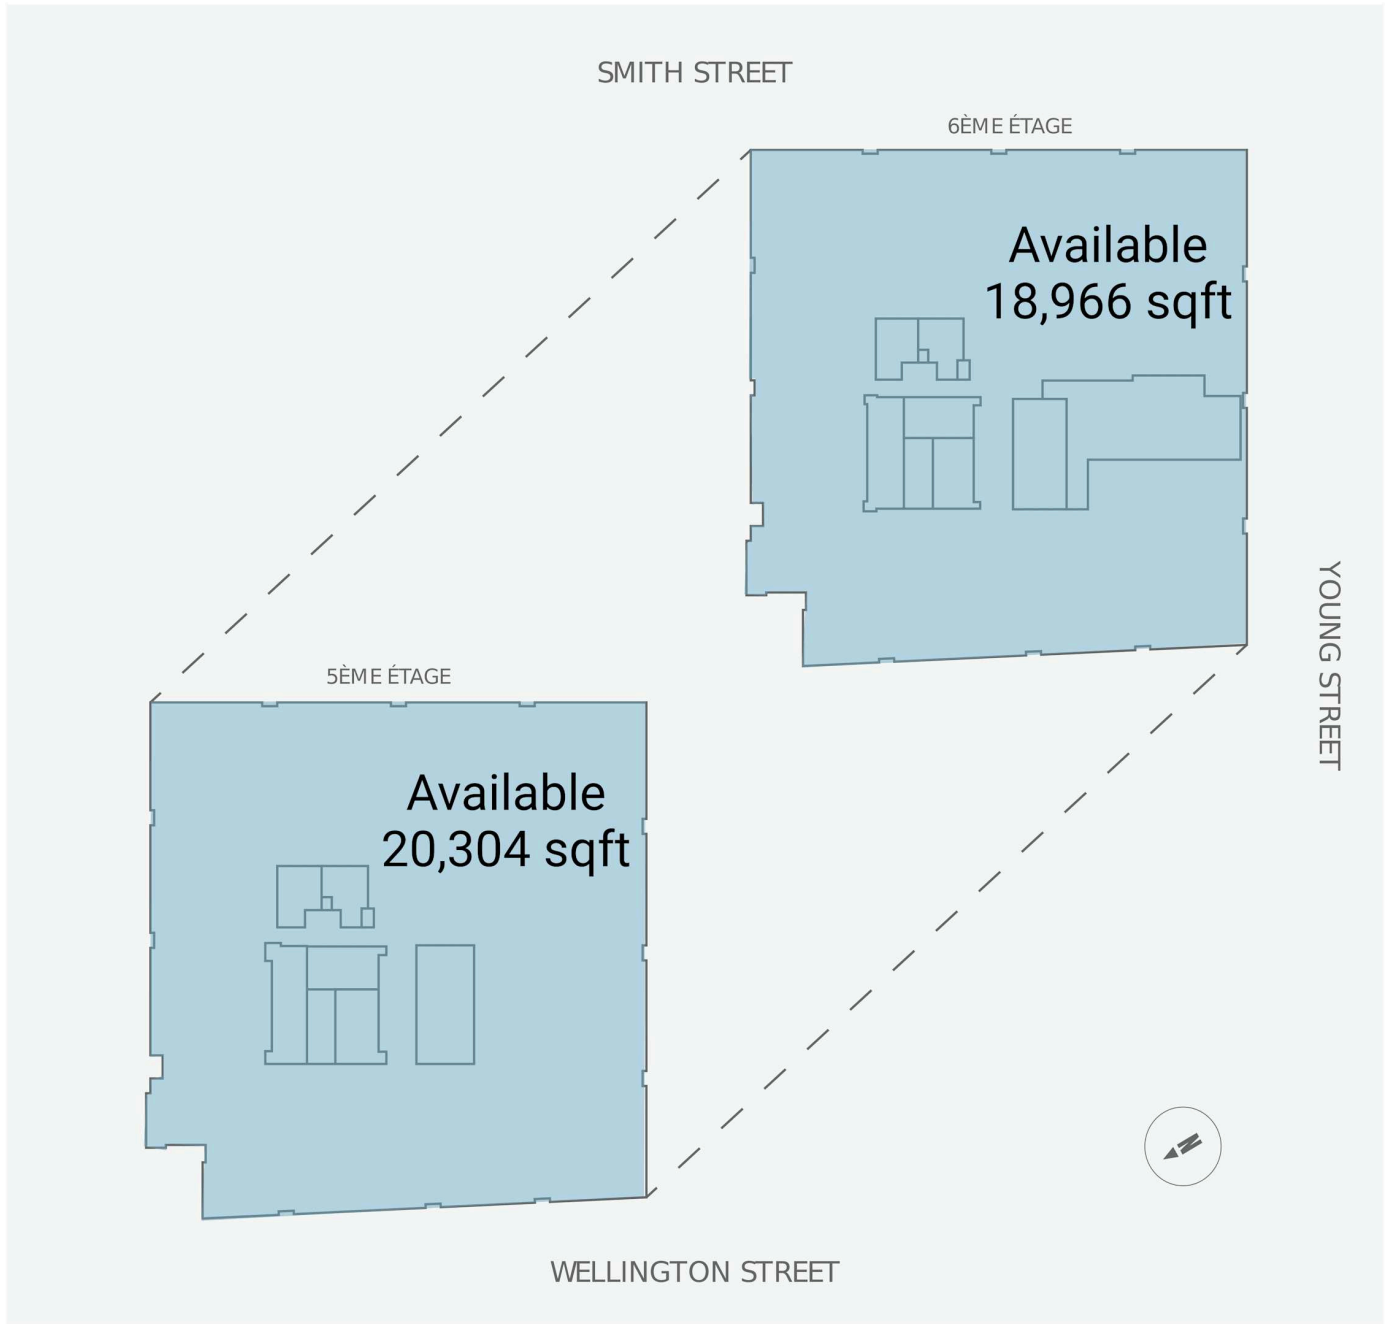 SMITH STREET
6ÈME ÉTAGE
Available
18,966 sqft
YOUNG STREET
5ÈME ÉTAGE
Available
20,304 sqft
N
WELLINGTON STREET